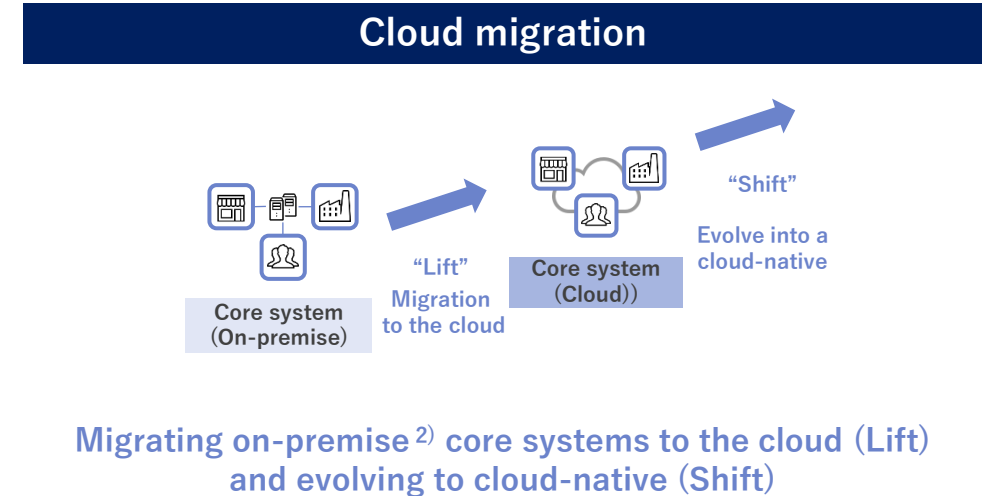 Cloud migration
“Lift”
Migration
to the cloud
Core system
(On-premise)
“Shift”
Evolve into a
cloud-native
Core system
(Cloud))
Migrating on-premise 2) core systems to the cloud (Lift)
and evolving to cloud-native (Shift)